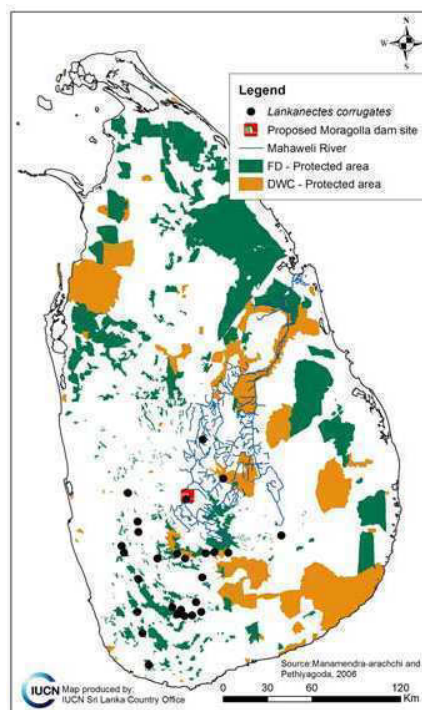 N
W
E
S
Legend
Lankanectes corrugates
Proposed Moragolla dam site
Mahaweli River
FD - Protected area
DWC - Protected area
Source:Manamendra-arachchi and
Pethiyagoda, 2006
IUCN
Map produced by:
IUCN Sri Lanka Country Office
0 30 60 120
Km